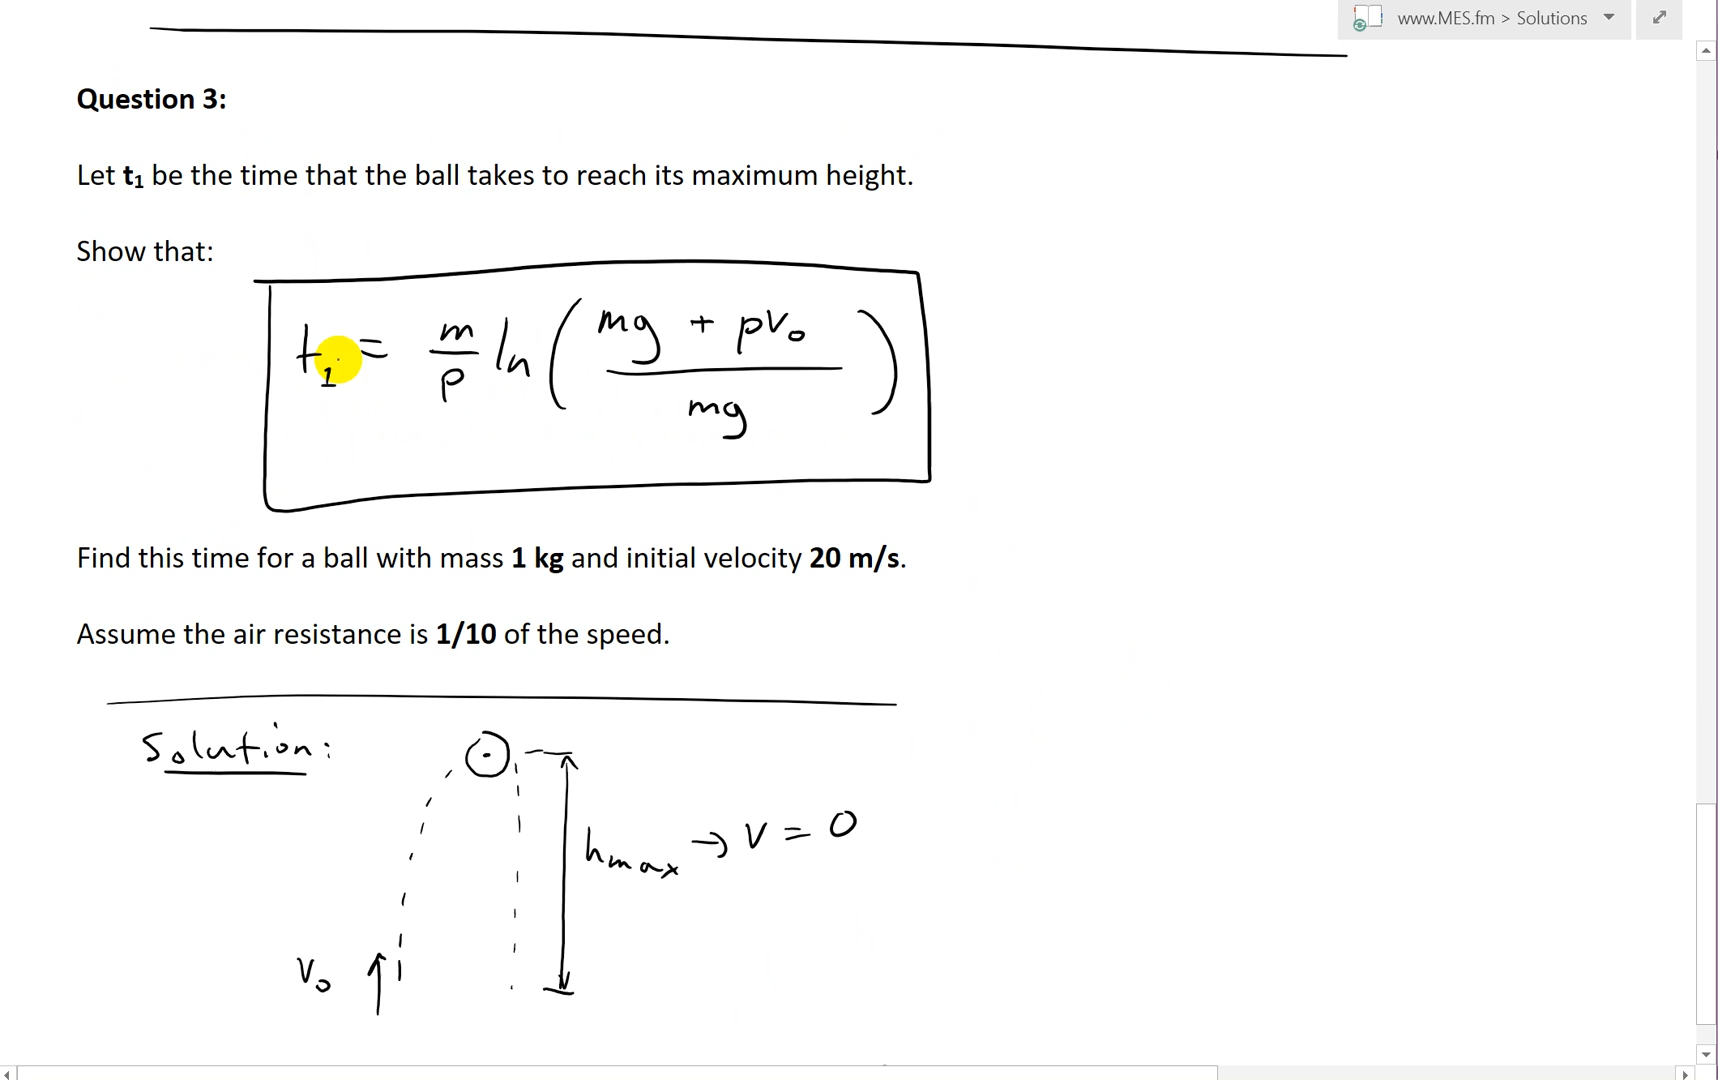 www.MES.fm > Solutions
Question 3:
Let t₁ be the time that the ball takes to reach its maximum height.
Show that:
t₁ = m/p ln( (mg + pv₀)/mg )
Find this time for a ball with mass 1 kg and initial velocity 20 m/s.
Assume the air resistance is 1/10 of the speed.
Solution:
hmax → v = 0
v₀